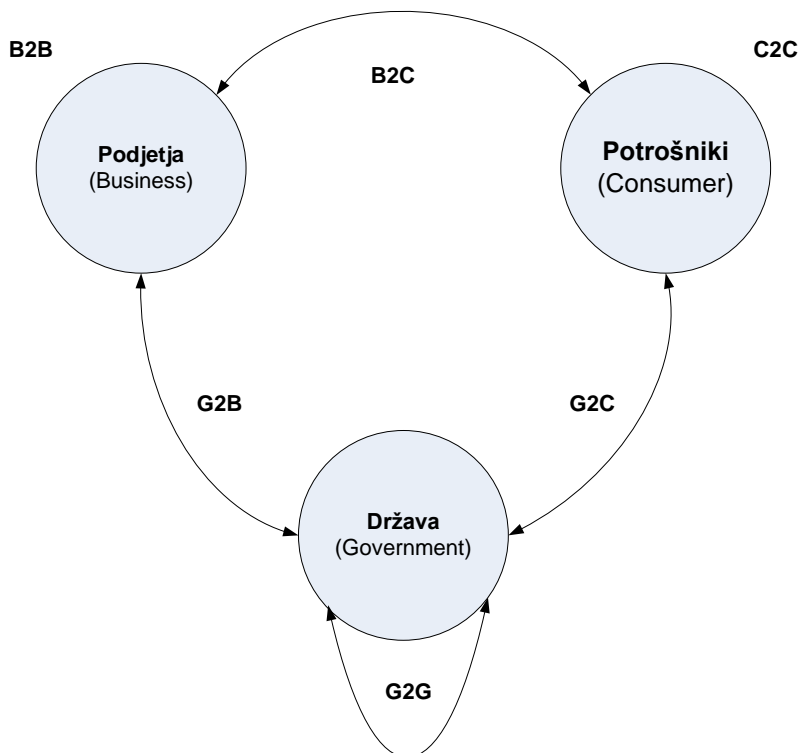 B2B
C2C
B2C
Podjetja
(Business)
Potrošniki
(Consumer)
G2B
G2C
Država
(Government)
G2G